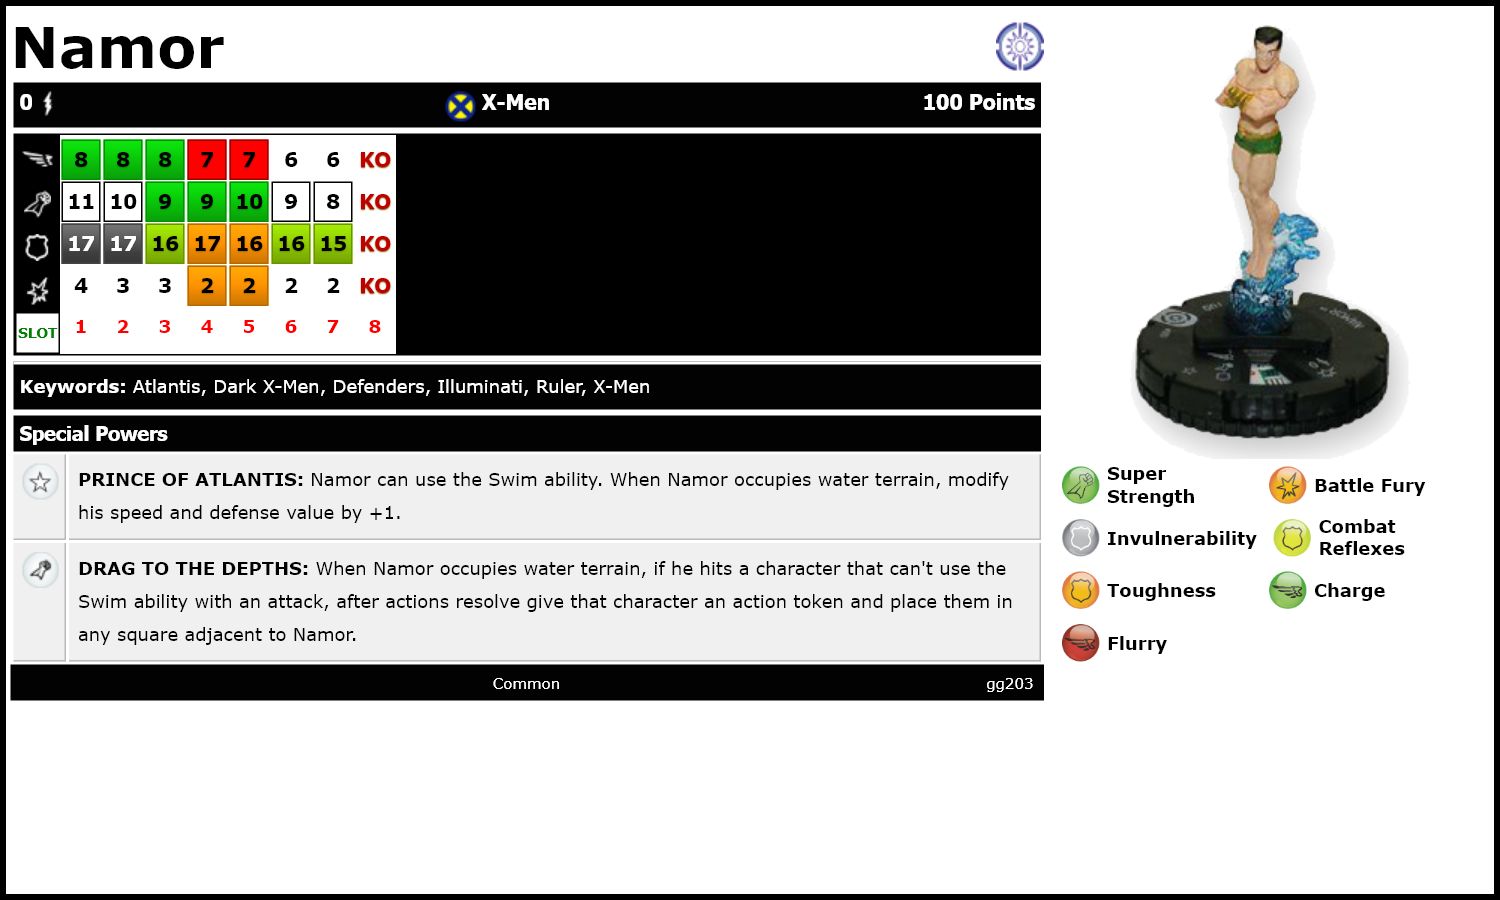 Namor
0 X-Men 100 Points
8 8 8 7 7 6 6 KO
11 10 9 9 10 9 8 KO
17 17 16 17 16 16 15 KO
4 3 3 2 2 2 2 KO
SLOT 1 2 3 4 5 6 7 8
Keywords: Atlantis, Dark X-Men, Defenders, Illuminati, Ruler, X-Men
Special Powers
PRINCE OF ATLANTIS: Namor can use the Swim ability. When Namor occupies water terrain, modify
his speed and defense value by +1.
DRAG TO THE DEPTHS: When Namor occupies water terrain, if he hits a character that can't use the
Swim ability with an attack, after actions resolve give that character an action token and place them in
any square adjacent to Namor.
Common gg203
NAMOR
100
Super
Strength
Battle Fury
Invulnerability
Combat
Reflexes
Toughness
Charge
Flurry